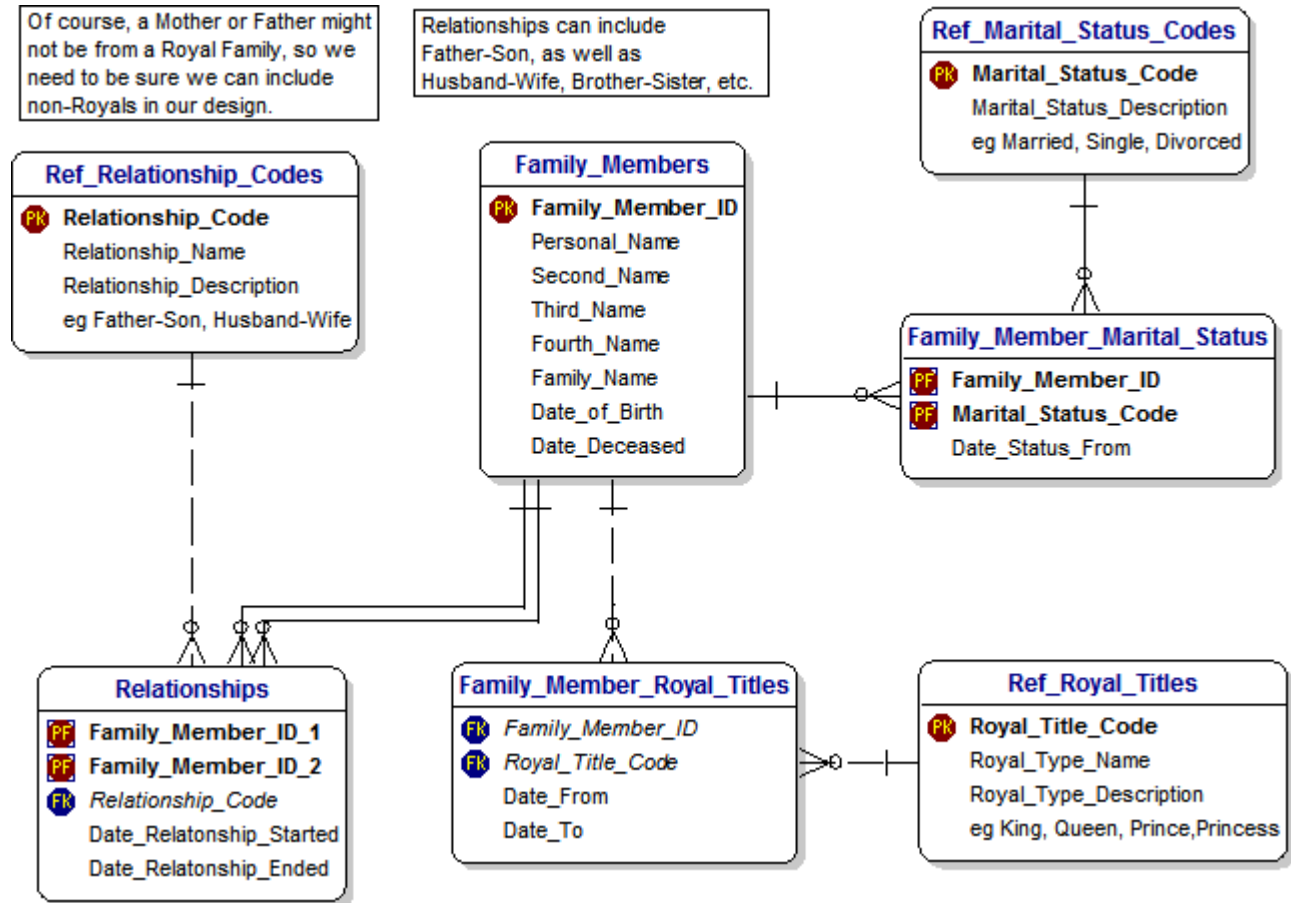 Of course, a Mother or Father might
not be from a Royal Family, so we
need to be sure we can include
non-Royals in our design.
Relationships can include
Father-Son, as well as
Husband-Wife, Brother-Sister, etc.
Ref_Marital_Status_Codes
PK Marital_Status_Code
Marital_Status_Description
eg Married, Single, Divorced
Ref_Relationship_Codes
PK Relationship_Code
Relationship_Name
Relationship_Description
eg Father-Son, Husband-Wife
Family_Members
PK Family_Member_ID
Personal_Name
Second_Name
Third_Name
Fourth_Name
Family_Name
Date_of_Birth
Date_Deceased
Family_Member_Marital_Status
PF Family_Member_ID
PF Marital_Status_Code
Date_Status_From
Relationships
PF Family_Member_ID_1
PF Family_Member_ID_2
FK Relationship_Code
Date_Relatonship_Started
Date_Relatonship_Ended
Family_Member_Royal_Titles
FK Family_Member_ID
FK Royal_Title_Code
Date_From
Date_To
Ref_Royal_Titles
PK Royal_Title_Code
Royal_Type_Name
Royal_Type_Description
eg King, Queen, Prince,Princess